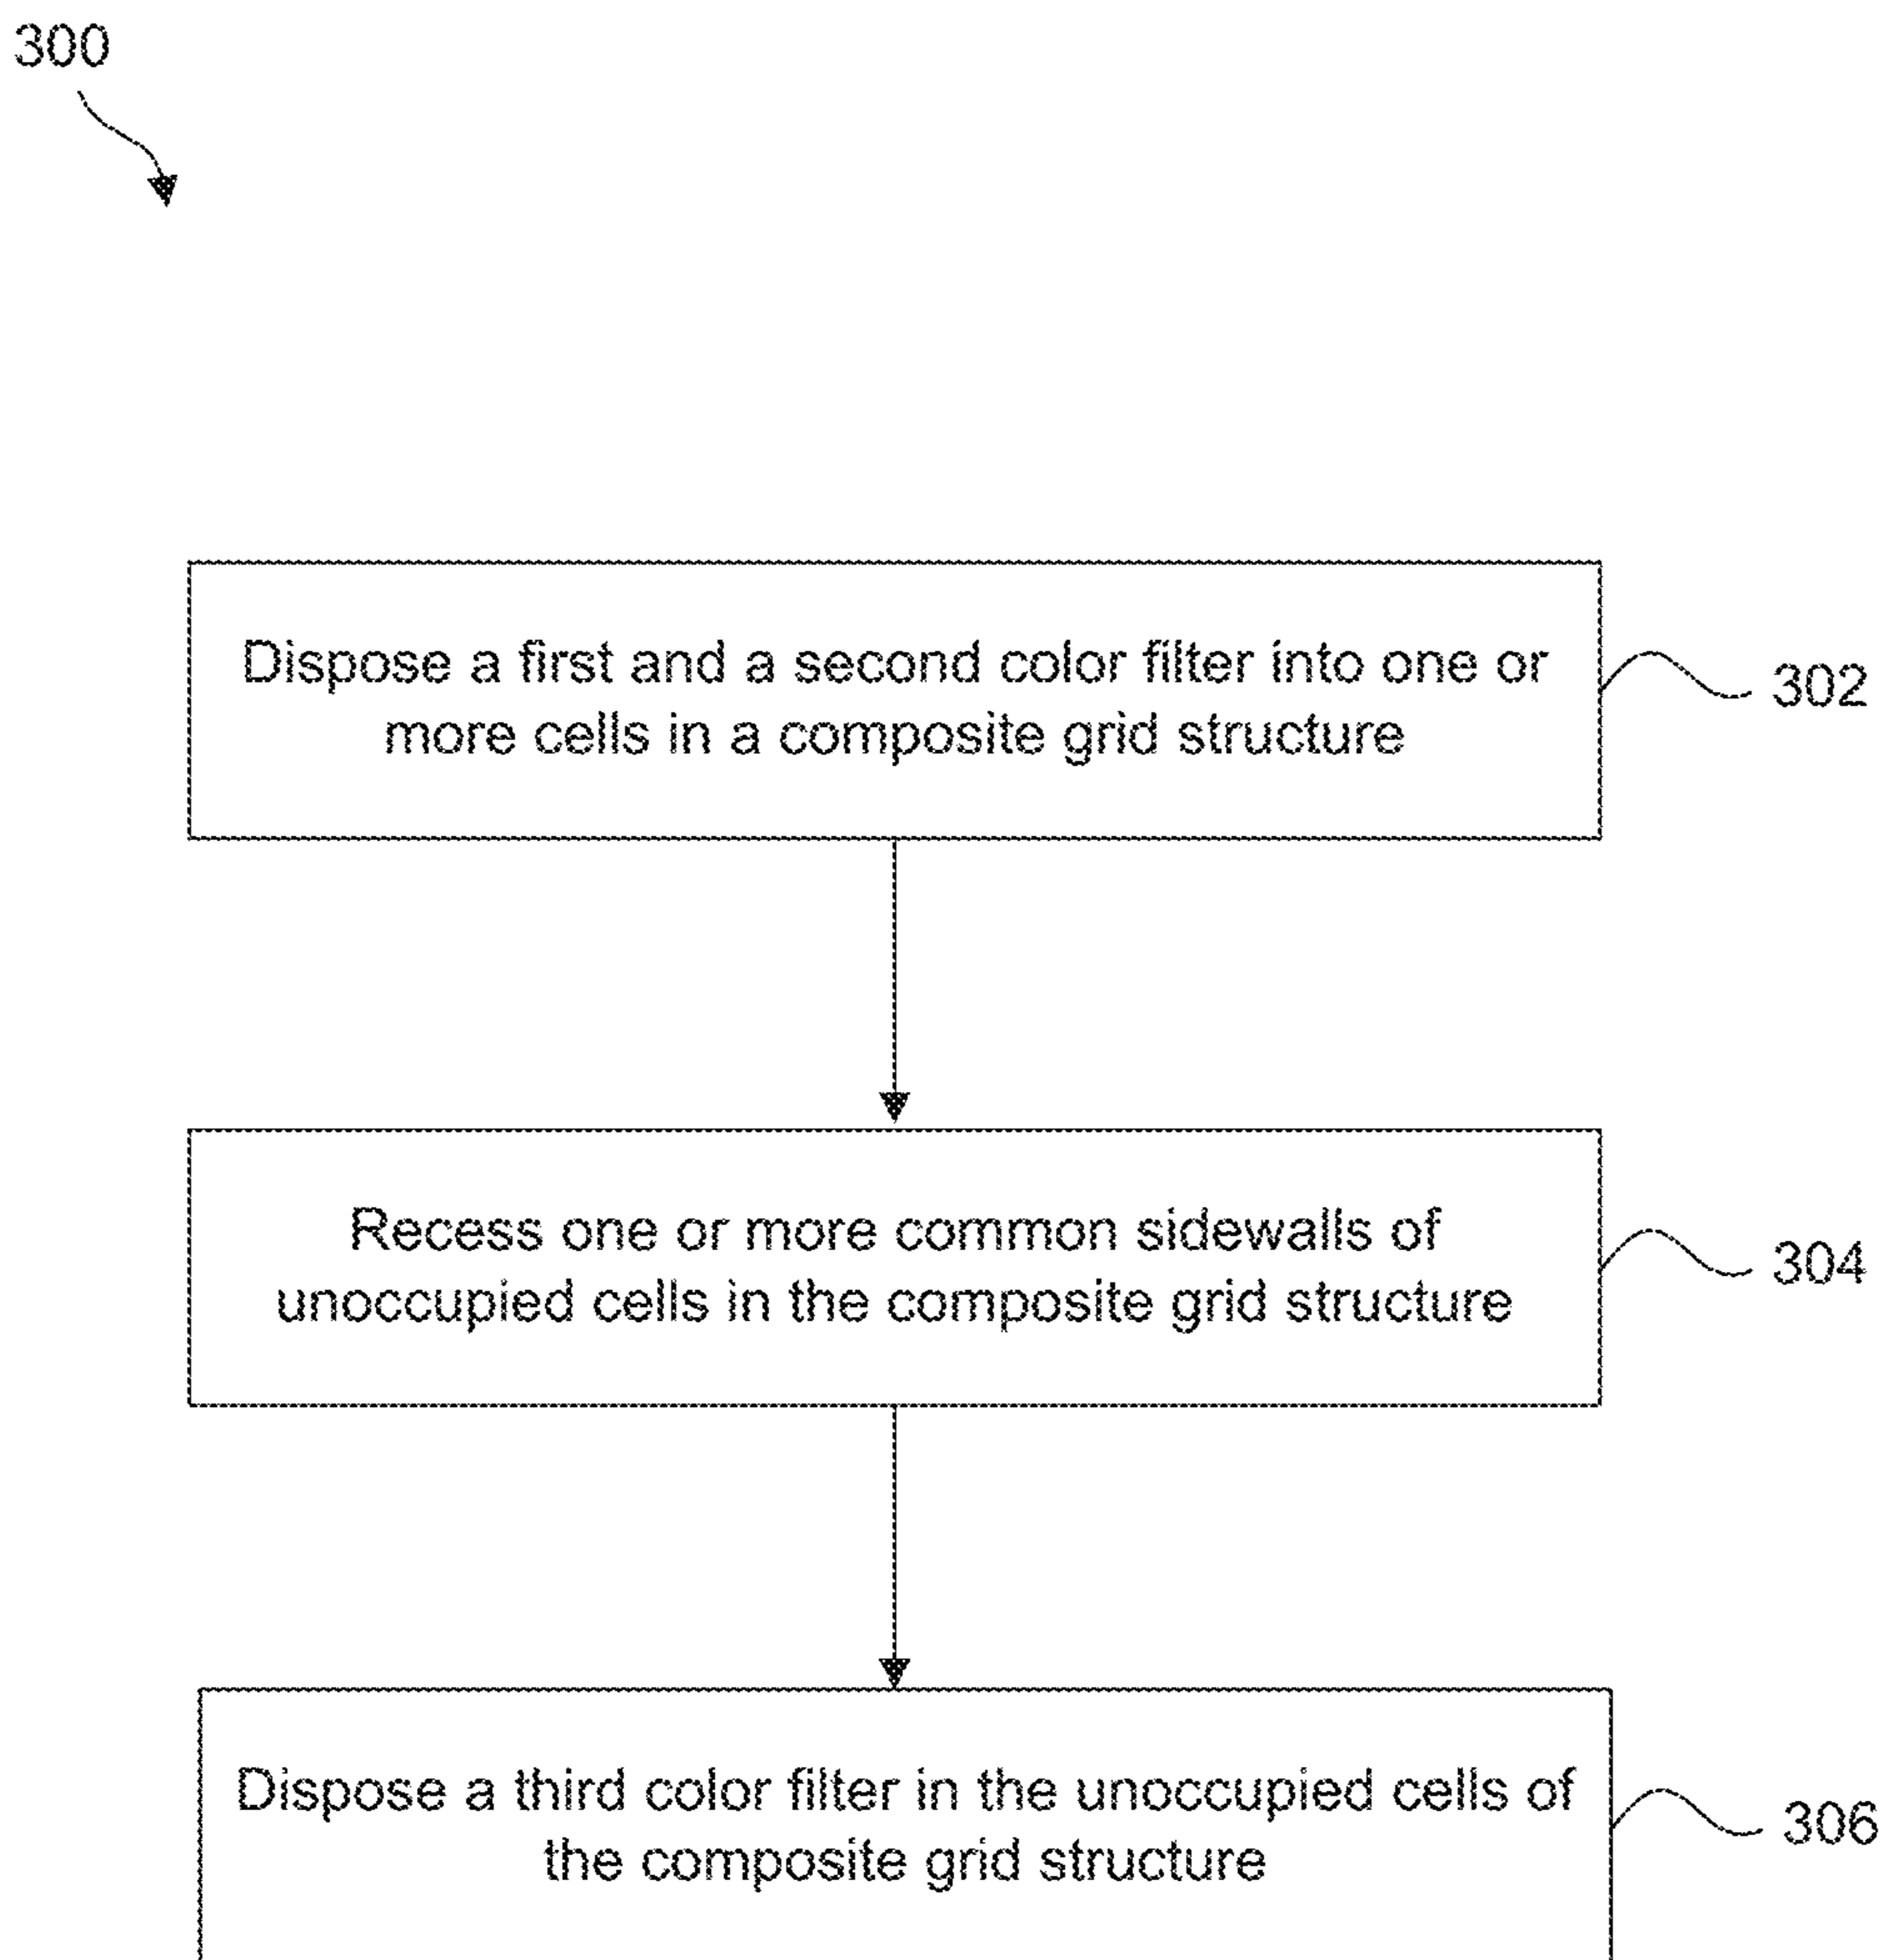 300
Dispose a first and a second color filter into one or
more cells in a composite grid structure
302
Recess one or more common sidewalls of
unoccupied cells in the composite grid structure
304
Dispose a third color filter in the unoccupied cells of
the composite grid structure
306